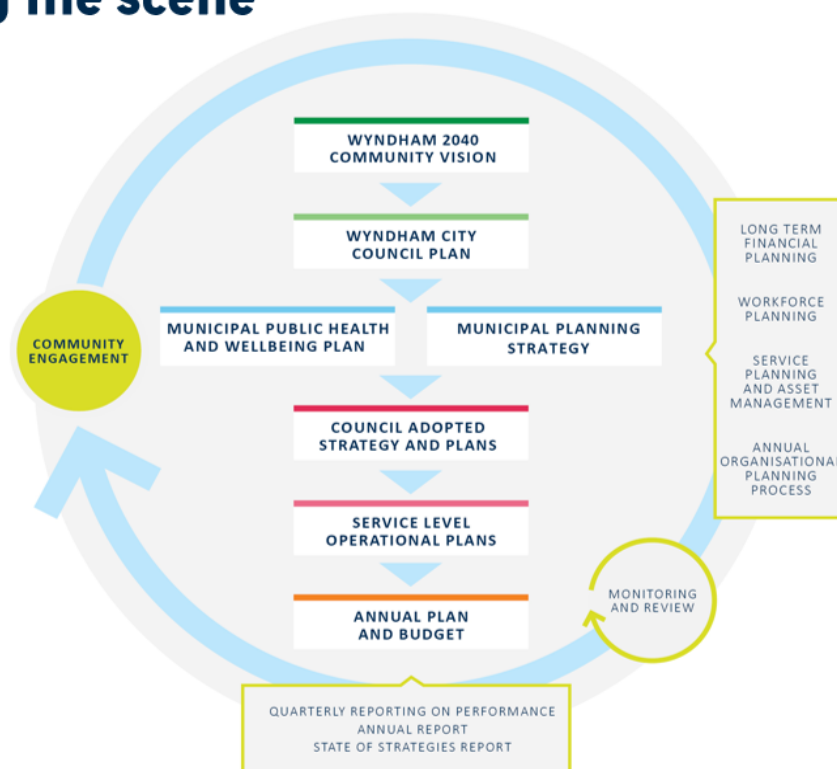 the scene
WYNDHAM 2040
COMMUNITY VISION
WYNDHAM CITY
COUNCIL PLAN
MUNICIPAL PUBLIC HEALTH
AND WELLBEING PLAN
MUNICIPAL PLANNING
STRATEGY
COUNCIL ADOPTED
STRATEGY AND PLANS
SERVICE LEVEL
OPERATIONAL PLANS
ANNUAL PLAN
AND BUDGET
COMMUNITY
ENGAGEMENT
LONG TERM
FINANCIAL
PLANNING
WORKFORCE
PLANNING
SERVICE
PLANNING
AND ASSET
MANAGEMENT
ANNUAL
ORGANISATIONAL
PLANNING
PROCESS
MONITORING
AND REVIEW
QUARTERLY REPORTING ON PERFORMANCE
ANNUAL REPORT
STATE OF STRATEGIES REPORT